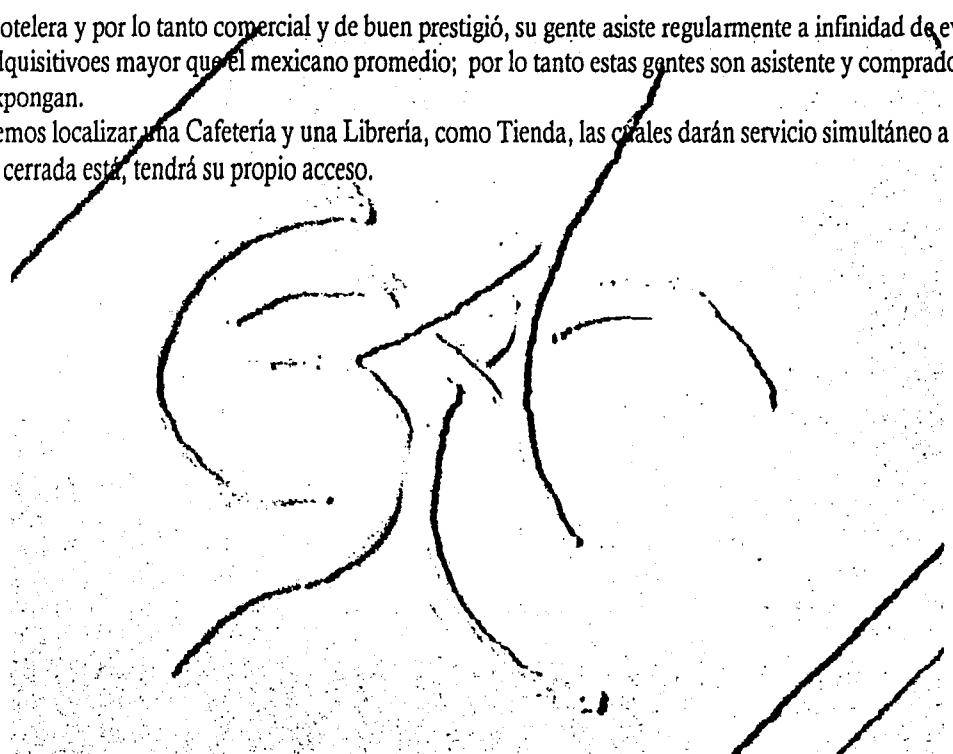 otelera y por lo tanto comercial y de buen prestigió, su gente asiste regularmente a infinidad de
dquisitivoes mayor que el mexicano promedio; por lo tanto estas gentes son asistente y comprado
xpongan.
emos localizar una Cafetería y una Librería, como Tienda, las cuales darán servicio simultáneo a
cerrada está, tendrá su propio acceso.